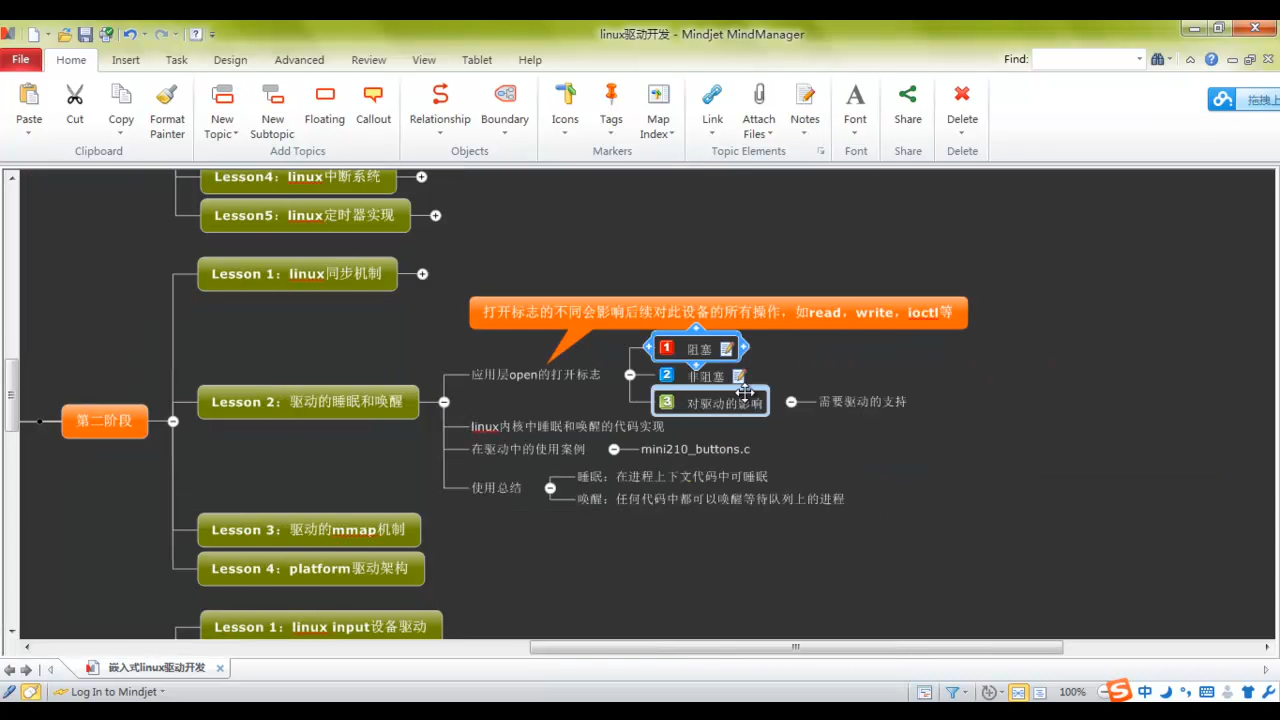 linux驱动开发 - Mindjet MindManager
File Home Insert Task Design Advanced Review View Tablet Help Find:
Paste Cut Copy Format Painter New Topic New Subtopic Floating Callout Relationship Boundary Icons Tags Map Index Link Attach Files Notes Font Share Delete
Clipboard Add Topics Objects Markers Topic Elements Font Share Delete
拖拽上
Lesson4：linux中断系统
Lesson5：linux定时器实现
Lesson 1：linux同步机制
打开标志的不同会影响后续对此设备的所有操作，如read，write，ioctl等
1 阻塞
应用层open的打开标志
2 非阻塞
第二阶段
Lesson 2：驱动的睡眠和唤醒
3 对驱动的影响
需要驱动的支持
linux内核中睡眠和唤醒的代码实现
在驱动中的使用案例
mini210_buttons.c
使用总结
睡眠：在进程上下文代码中可睡眠
唤醒：任何代码中都可以唤醒等待队列上的进程
Lesson 3：驱动的mmap机制
Lesson 4：platform驱动架构
Lesson 1：linux input设备驱动
嵌入式linux驱动开发
Log In to Mindjet
100%
中